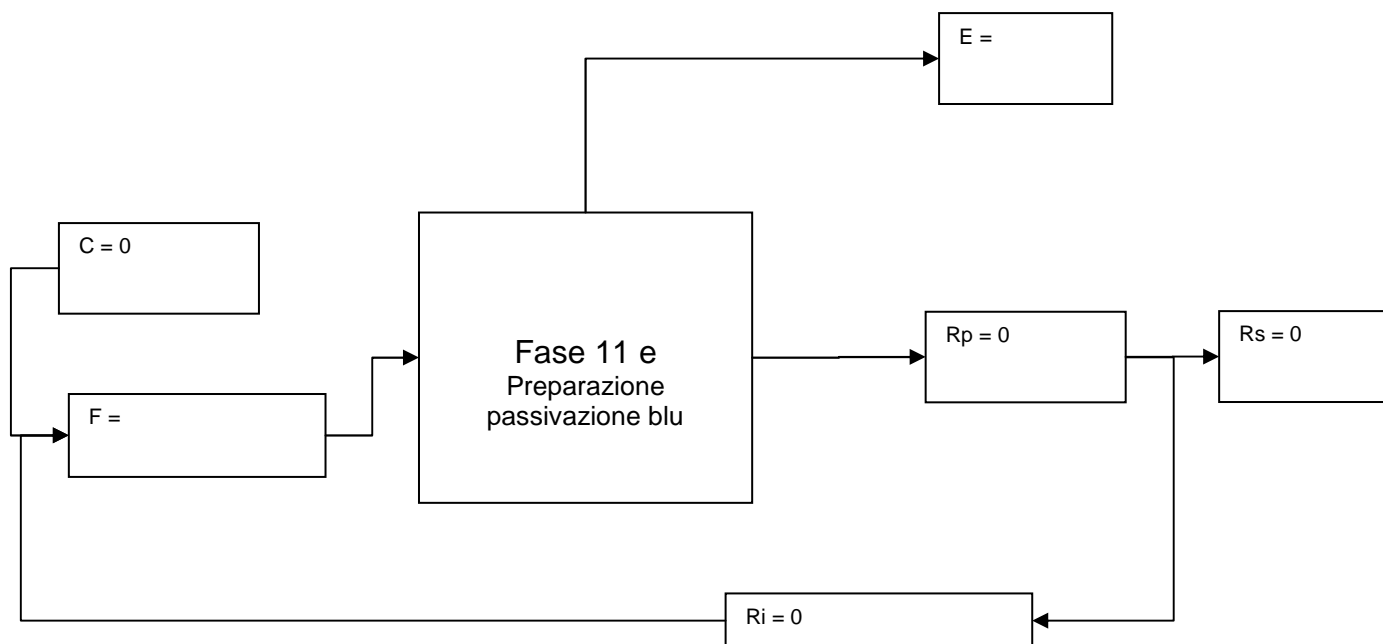 E =
C = 0
Fase 11 e
Preparazione
passivazione blu
Rp = 0
Rs = 0
F =
Ri = 0